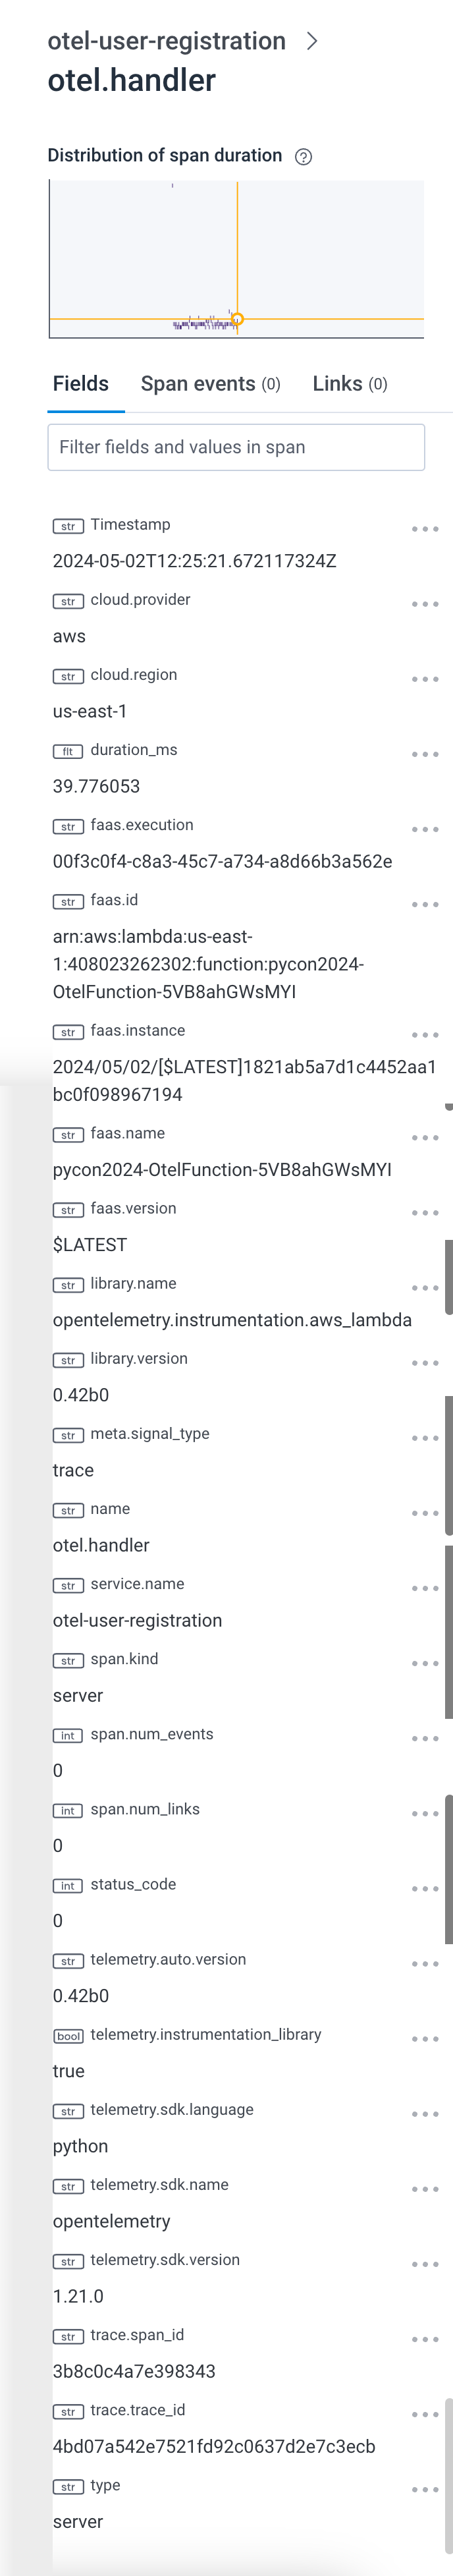 otel-user-registration
otel.handler
Distribution of span duration ?
Fields Span events (0) Links (0)
Filter fields and values in span
str Timestamp
2024-05-02T12:25:21.672117324Z
str cloud.provider
aws
str cloud.region
us-east-1
flt duration_ms
39.776053
str faas.execution
00f3c0f4-c8a3-45c7-a734-a8d66b3a562e
str faas.id
arn:aws:lambda:us-east-
1:408023262302:function:pycon2024-
OtelFunction-5VB8ahGWsMYI
str faas.instance
2024/05/02/[$LATEST]1821ab5a7d1c4452aa1
bc0f098967194
str faas.name
pycon2024-OtelFunction-5VB8ahGWsMYI
str faas.version
$LATEST
str library.name
opentelemetry.instrumentation.aws_lambda
str library.version
0.42b0
str meta.signal_type
trace
str name
otel.handler
str service.name
otel-user-registration
str span.kind
server
int span.num_events
0
int span.num_links
0
int status_code
0
str telemetry.auto.version
0.42b0
bool telemetry.instrumentation_library
true
str telemetry.sdk.language
python
str telemetry.sdk.name
opentelemetry
str telemetry.sdk.version
1.21.0
str trace.span_id
3b8c0c4a7e398343
str trace.trace_id
4bd07a542e7521fd92c0637d2e7c3ecb
str type
server